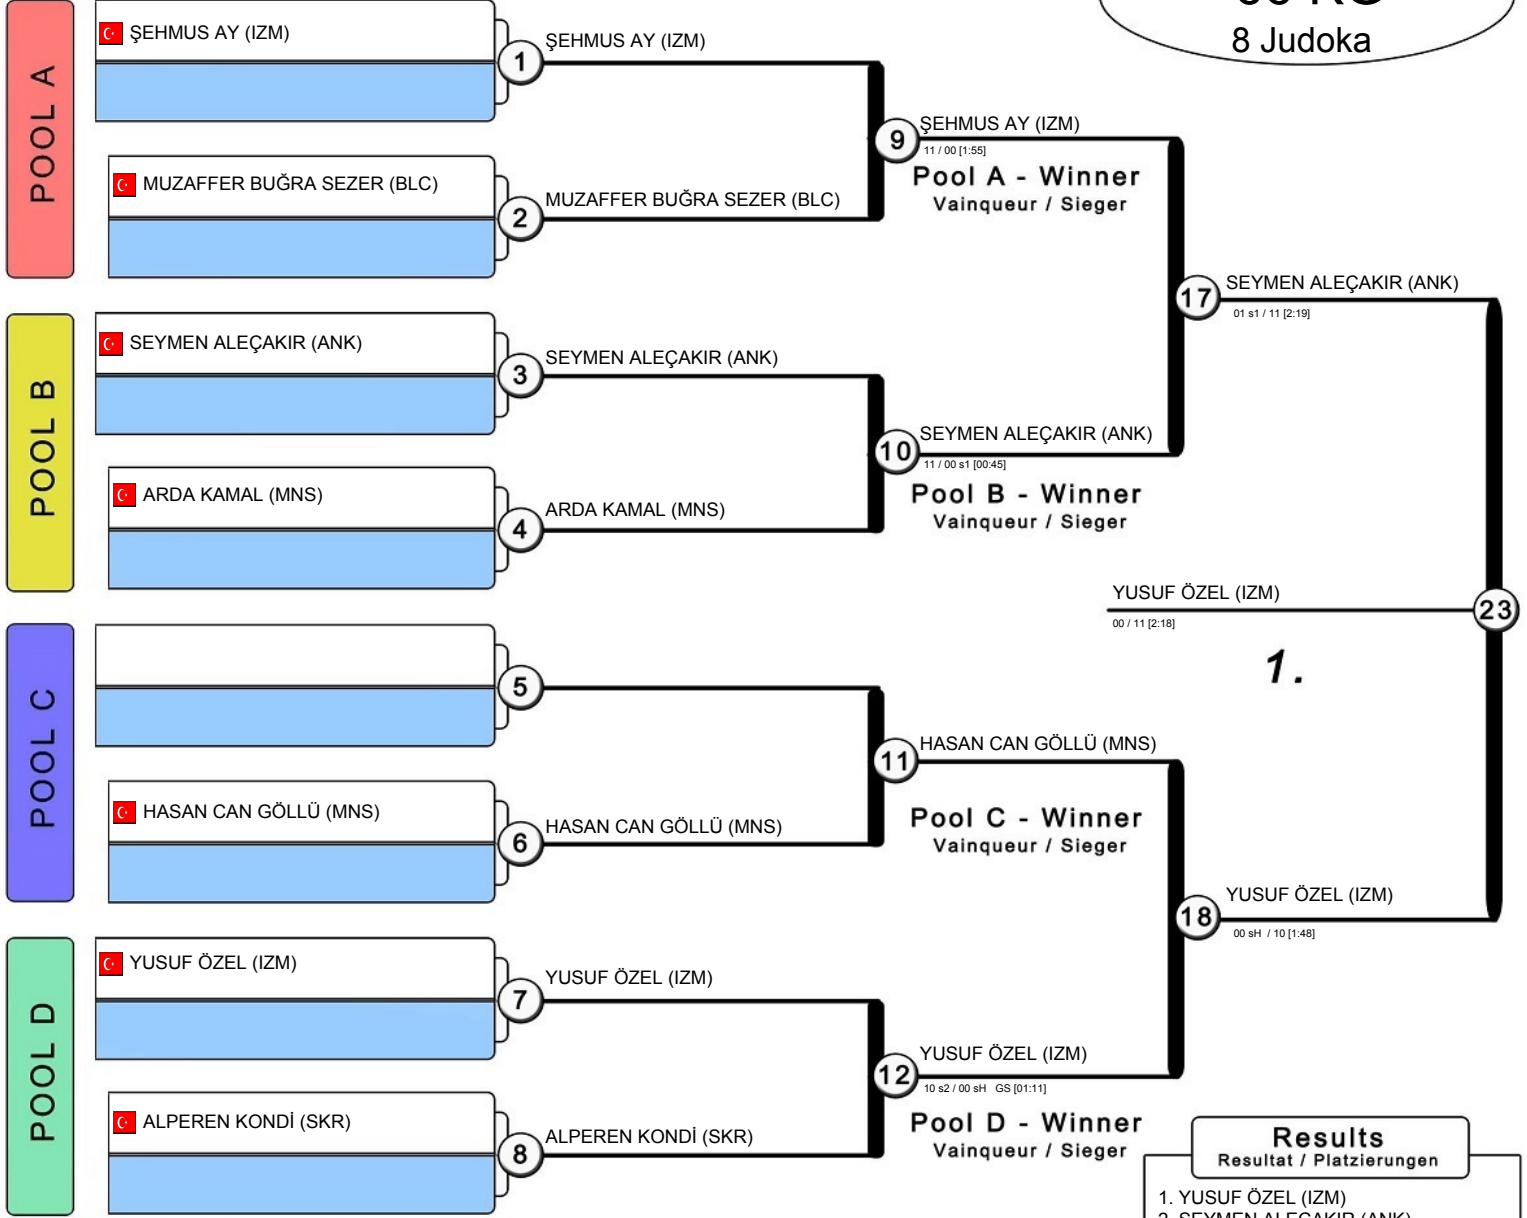 8 Judoka
POOL A
ŞEHMUS AY (IZM)
1
ŞEHMUS AY (IZM)
MUZAFFER BUĞRA SEZER (BLC)
2
MUZAFFER BUĞRA SEZER (BLC)
9
ŞEHMUS AY (IZM)
11 / 00 [1:55]
Pool A - Winner
Vainqueur / Sieger
POOL B
SEYMEN ALEÇAKIR (ANK)
3
SEYMEN ALEÇAKIR (ANK)
ARDA KAMAL (MNS)
4
ARDA KAMAL (MNS)
10
SEYMEN ALEÇAKIR (ANK)
11 / 00 s1 [00:45]
Pool B - Winner
Vainqueur / Sieger
17
SEYMEN ALEÇAKIR (ANK)
01 s1 / 11 [2:19]
POOL C
5
HASAN CAN GÖLLÜ (MNS)
6
HASAN CAN GÖLLÜ (MNS)
11
HASAN CAN GÖLLÜ (MNS)
Pool C - Winner
Vainqueur / Sieger
POOL D
YUSUF ÖZEL (IZM)
7
YUSUF ÖZEL (IZM)
ALPEREN KONDİ (SKR)
8
ALPEREN KONDİ (SKR)
12
YUSUF ÖZEL (IZM)
10 s2 / 00 sH GS [01:11]
Pool D - Winner
Vainqueur / Sieger
18
YUSUF ÖZEL (IZM)
00 sH / 10 [1:48]
YUSUF ÖZEL (IZM)
23
00 / 11 [2:18]
1.
Results
Resultat / Platzierungen
1. YUSUF ÖZEL (IZM)
2. SEYMEN ALEÇAKIR (ANK)